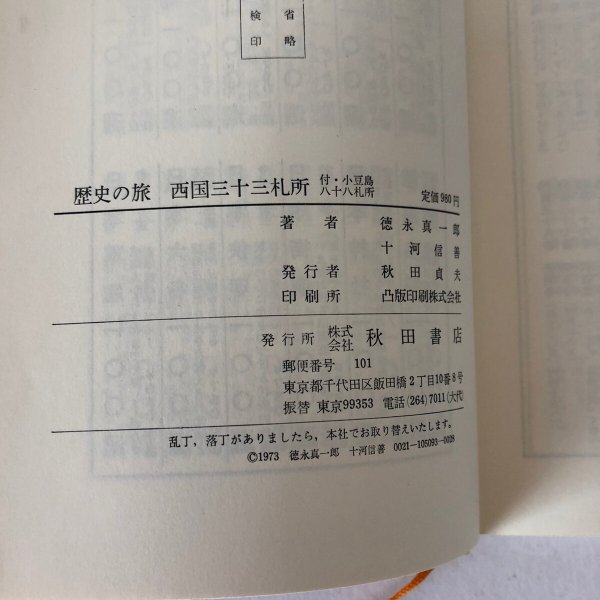 検 省
印 略
歴史の旅 西国三十三札所 付・小豆島八十八札所 定価980円
著者 徳永真一郎
十河信善
発行者 秋田貞夫
印刷所 凸版印刷株式会社
発行所 株式会社 秋田書店
郵便番号 101
東京都千代田区飯田橋2丁目10番8号
振替 東京99353 電話(264)7011(大代)
乱丁,落丁がありましたら,本社でお取り替えいたします。
©1973 徳永真一郎 十河信善 0021-105093-0028